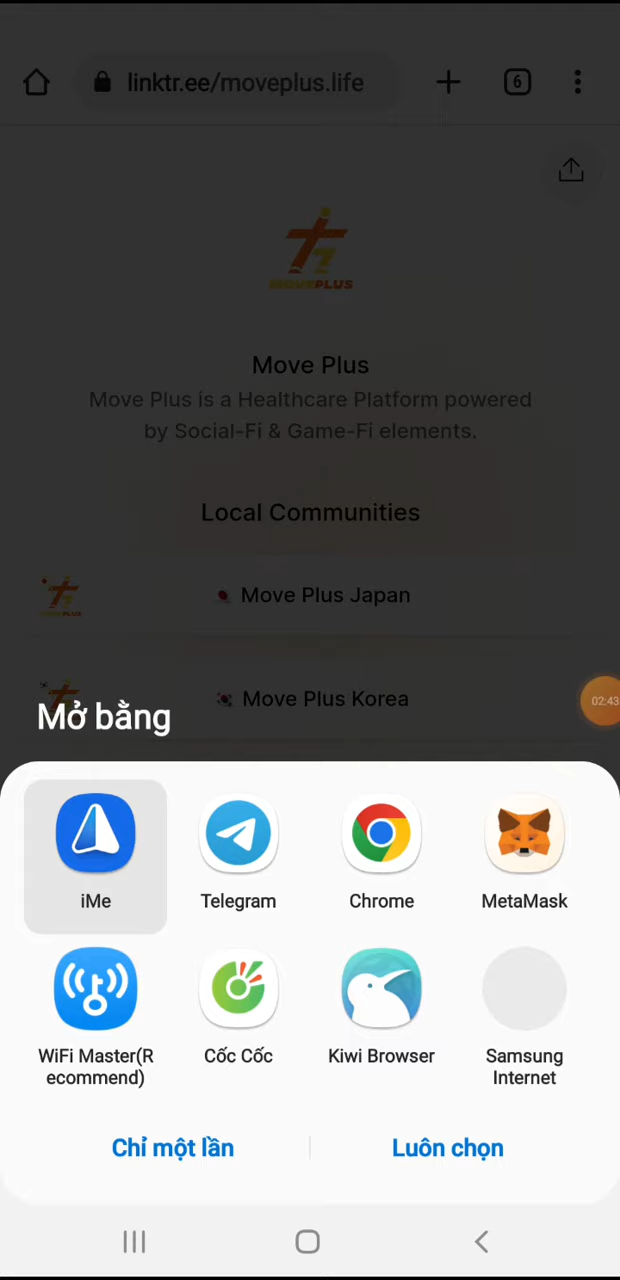 linktr.ee/moveplus.life
6
MOVEPLUS
Move Plus
Move Plus is a Healthcare Platform powered
by Social-Fi & Game-Fi elements.
Local Communities
MOVEPLUS
Move Plus Japan
Move Plus Korea
02:43
Mở bằng
iMe
Telegram
Chrome
MetaMask
WiFi Master(R
ecommend)
Cốc Cốc
Kiwi Browser
Samsung
Internet
Chỉ một lần
Luôn chọn